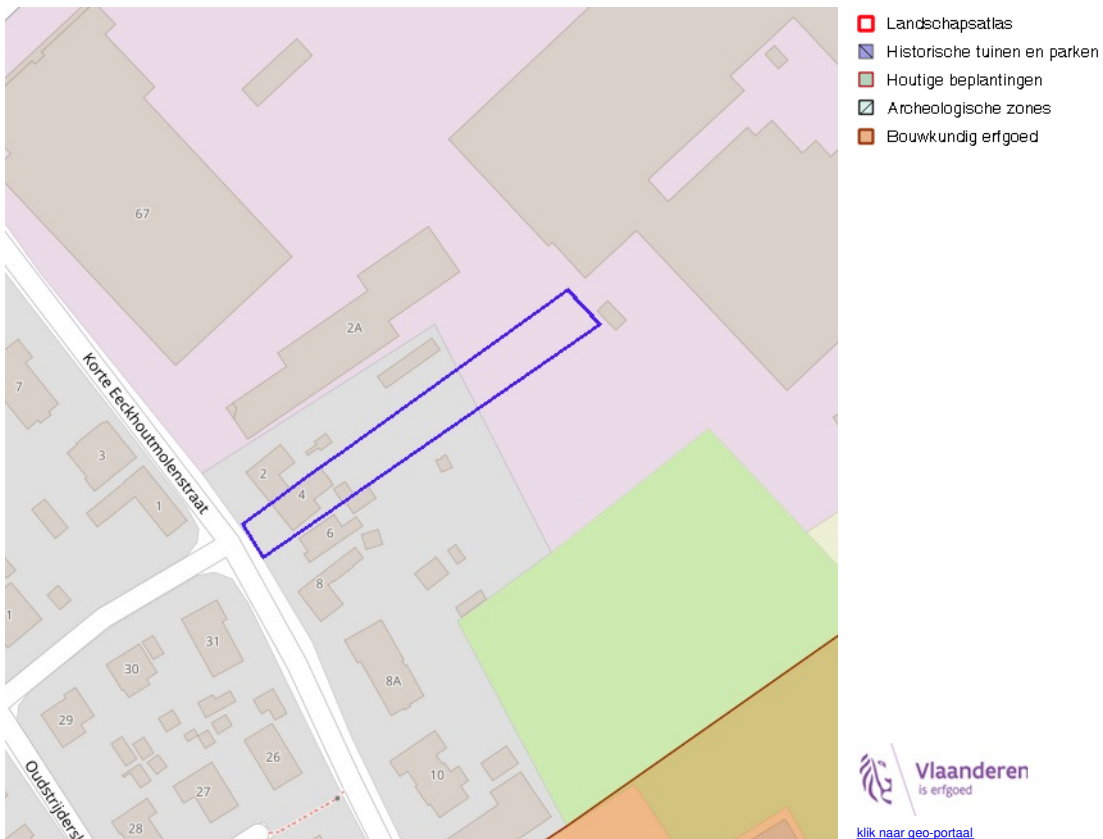 Landschapsatlas
Historische tuinen en parken
Houtige beplantingen
Archeologische zones
Bouwkundig erfgoed
67
2A
7
3
1
Korte Eeckhoutmolenstraat
2
4
6
8
1
31
30
8A
29
26
10
27
28
Vlaanderen
is erfgoed
klik naar geo-portaal